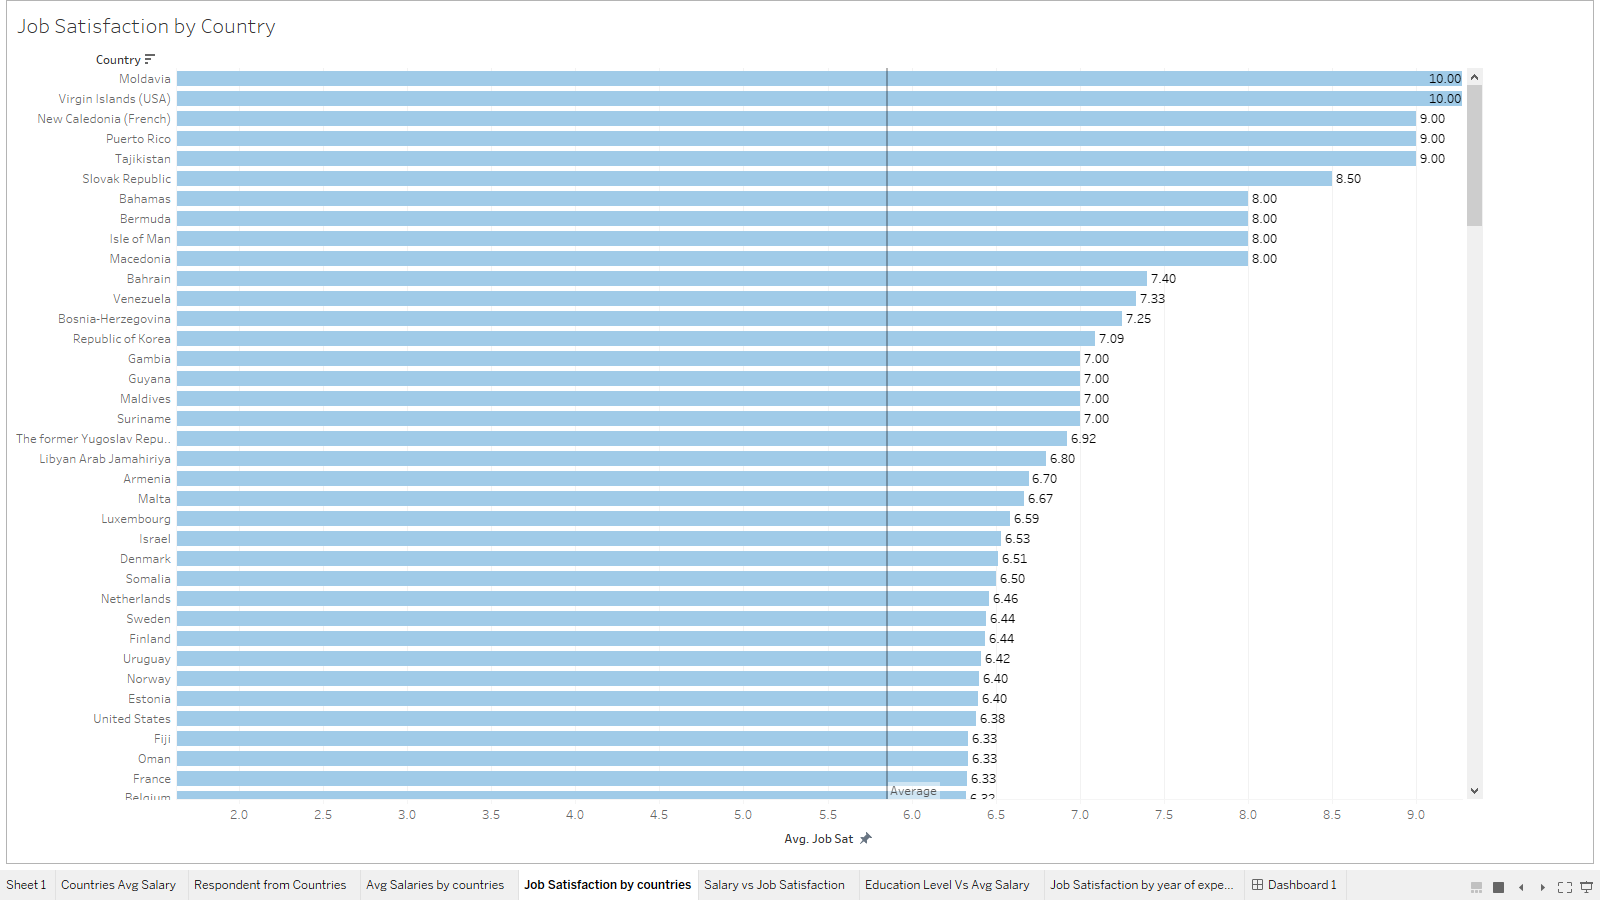 Job Satisfaction by Country
Country
Moldavia 10.00
Virgin Islands (USA) 10.00
New Caledonia (French) 9.00
Puerto Rico 9.00
Tajikistan 9.00
Slovak Republic 8.50
Bahamas 8.00
Bermuda 8.00
Isle of Man 8.00
Macedonia 8.00
Bahrain 7.40
Venezuela 7.33
Bosnia-Herzegovina 7.25
Republic of Korea 7.09
Gambia 7.00
Guyana 7.00
Maldives 7.00
Suriname 7.00
The former Yugoslav Repu.. 6.92
Libyan Arab Jamahiriya 6.80
Armenia 6.70
Malta 6.67
Luxembourg 6.59
Israel 6.53
Denmark 6.51
Somalia 6.50
Netherlands 6.46
Sweden 6.44
Finland 6.44
Uruguay 6.42
Norway 6.40
Estonia 6.40
United States 6.38
Fiji 6.33
Oman 6.33
France 6.33
Belgium 6.32
Average
2.0 2.5 3.0 3.5 4.0 4.5 5.0 5.5 6.0 6.5 7.0 7.5 8.0 8.5 9.0
Avg. Job Sat
Sheet 1 Countries Avg Salary Respondent from Countries Avg Salaries by countries Job Satisfaction by countries Salary vs Job Satisfaction Education Level Vs Avg Salary Job Satisfaction by year of expe... Dashboard 1